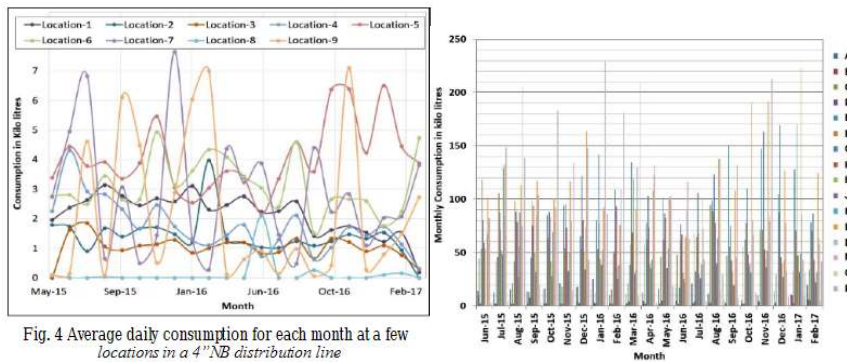 Location-1 Location-2 Location-3 Location-4 Location-5
Location-6 Location-7 Location-8 Location-9
Consumption in Kilo litres
7
6
5
4
3
2
1
0
May-15 Sep-15 Jan-16 Jun-16 Oct-16 Feb-17
Month
Fig. 4 Average daily consumption for each month at a few
locations in a 4”NB distribution line
Monthly Consumption in kilo litres
250
200
150
100
50
0
Jun-15 Jul-15 Aug-15 Sep-15 Oct-15 Nov-15 Dec-15 Jan-16 Feb-16 Mar-16 Apr-16 May-16 Jun-16 Jul-16 Aug-16 Sep-16 Oct-16 Nov-16 Dec-16 Jan-17 Feb-17
Month